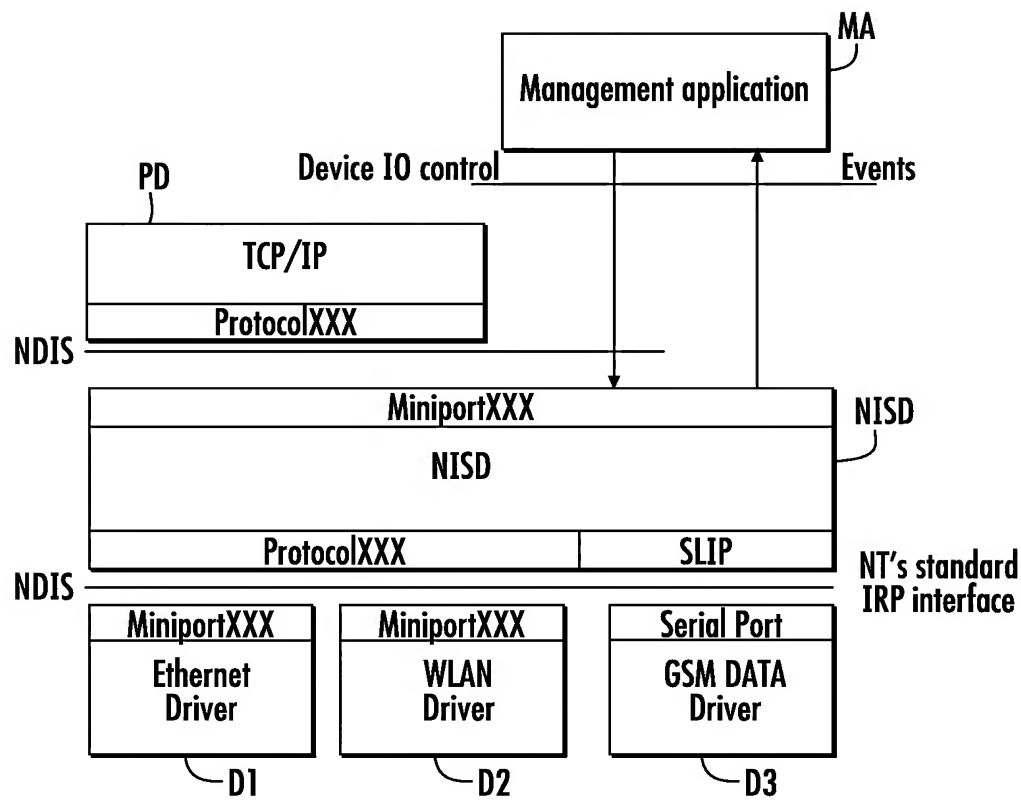 MA
Management application
Device IO control
Events
PD
TCP/IP
ProtocolXXX
NDIS
MiniportXXX
NISD
NISD
ProtocolXXX
SLIP
NDIS
NT's standard
IRP interface
MiniportXXX
Ethernet
Driver
MiniportXXX
WLAN
Driver
Serial Port
GSM DATA
Driver
D1
D2
D3